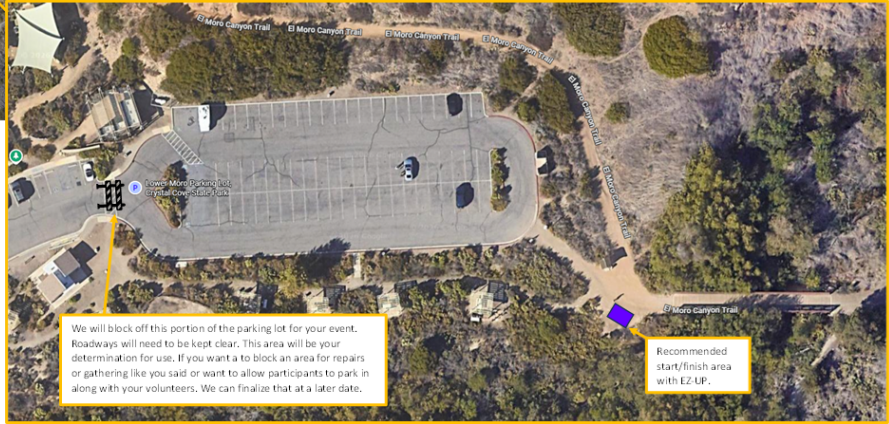 El Moro Canyon Trail
El Moro Canyon Trail
El Moro Canyon Trail
El Moro Canyon Trail
El Moro Canyon Trail
El Moro Canyon Trail
P
Lower Moro Parking Lot,
Crystal Cove State Park
El Moro Canyon Trail
We will block off this portion of the parking lot for your event.
Roadways will need to be kept clear. This area will be your
determination for use. If you want a to block an area for repairs
or gathering like you said or want to allow participants to park in
along with your volunteers. We can finalize that at a later date.
Recommended
start/finish area
with EZ-UP.